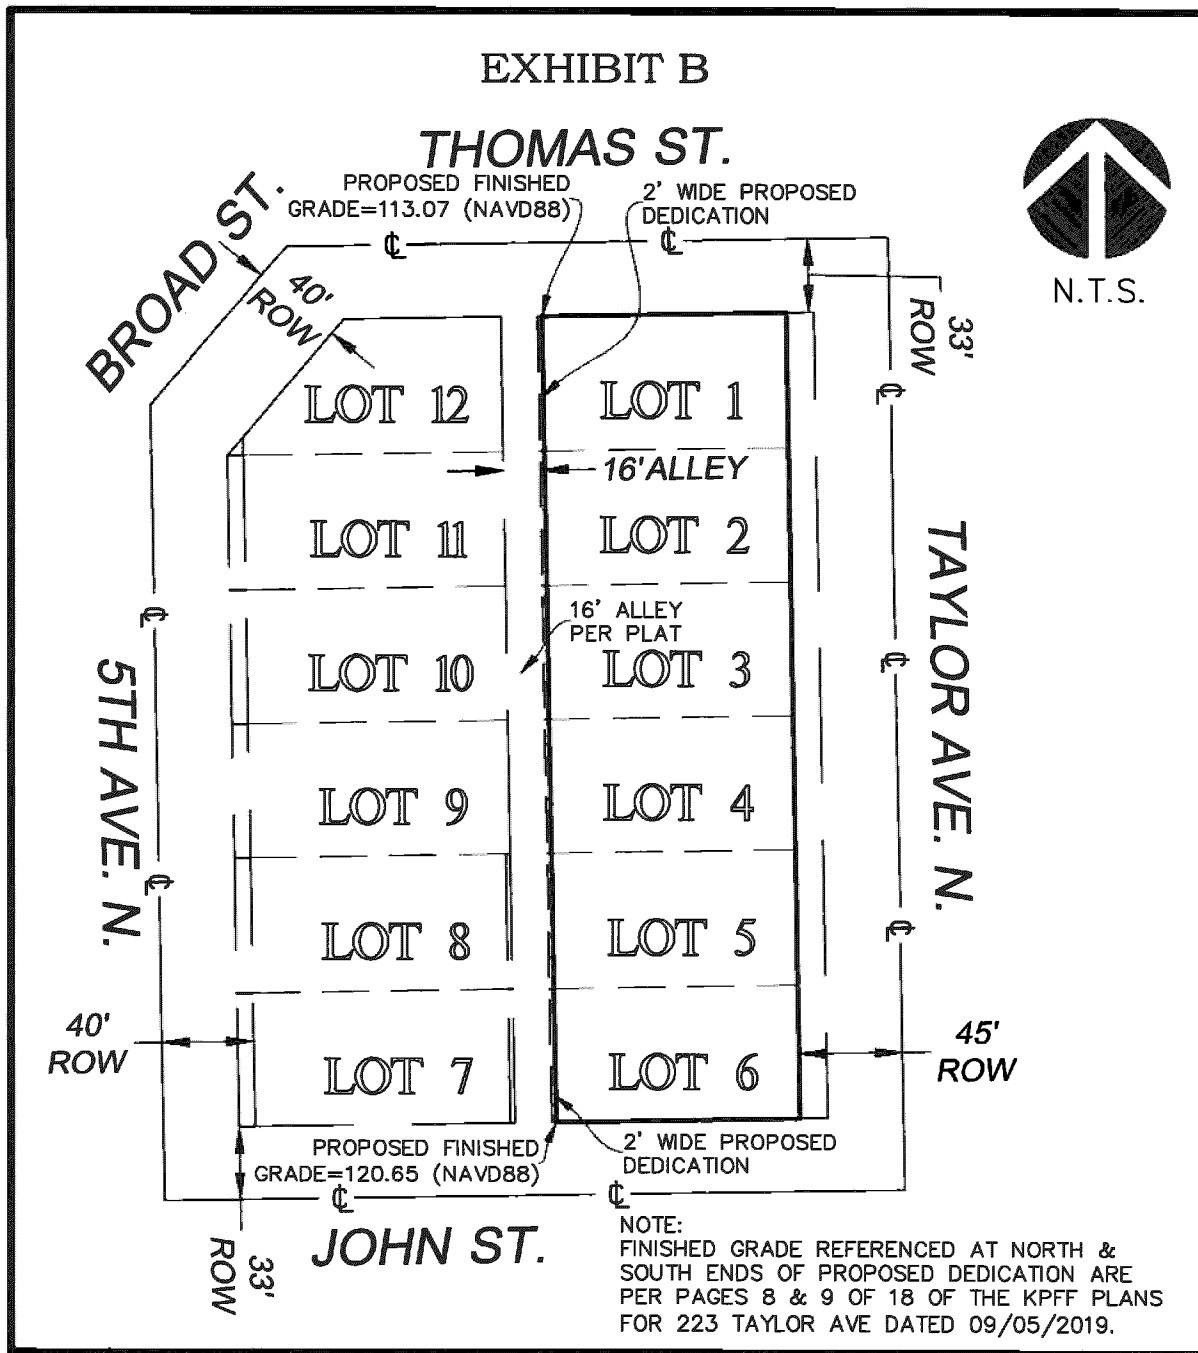 EXHIBIT B
THOMAS ST.
PROPOSED FINISHED
GRADE=113.07 (NAVD88)
2' WIDE PROPOSED
DEDICATION
BROAD ST.
40'
ROW
N.T.S.
33'
ROW
LOT 12
LOT 1
16'ALLEY
LOT 11
LOT 2
16' ALLEY
PER PLAT
LOT 10
LOT 3
5TH AVE. N.
TAYLOR AVE. N.
LOT 9
LOT 4
LOT 8
LOT 5
40'
ROW
45'
ROW
LOT 7
LOT 6
PROPOSED FINISHED
GRADE=120.65 (NAVD88)
2' WIDE PROPOSED
DEDICATION
33'
ROW
JOHN ST.
NOTE:
FINISHED GRADE REFERENCED AT NORTH &
SOUTH ENDS OF PROPOSED DEDICATION ARE
PER PAGES 8 & 9 OF 18 OF THE KPFF PLANS
FOR 223 TAYLOR AVE DATED 09/05/2019.